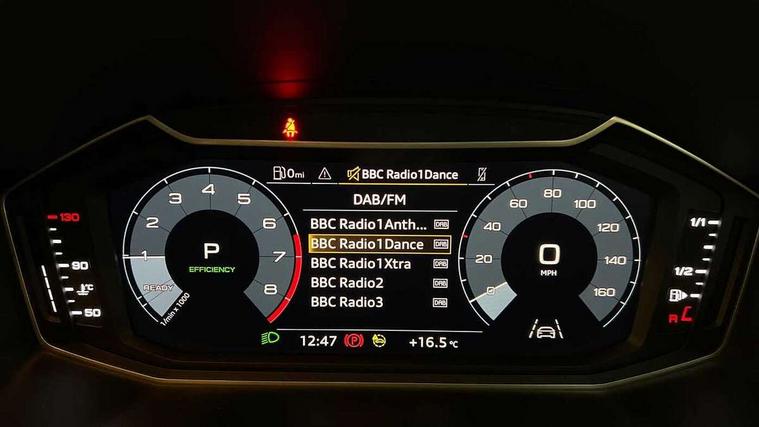 0mi BBC Radio1Dance
DAB/FM
BBC Radio1Anth... DAB
BBC Radio1Dance DAB
BBC Radio1Xtra DAB
BBC Radio2 DAB
BBC Radio3 DAB
12:47 +16.5 °C
130
90
°C
50
1 2 3 4 5 6 7 8
P
EFFICIENCY
READY
1/min x 1000
0 20 40 60 80 100 120 140 160
0
MPH
1/1
1/2
R